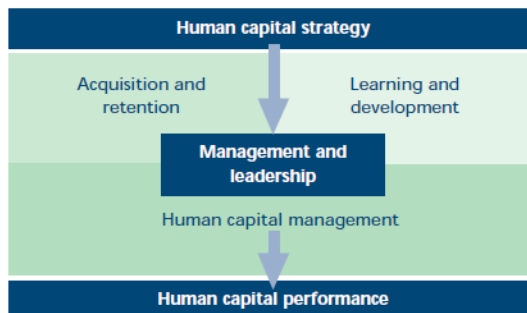 Human capital strategy
Acquisition and
retention
Learning and
development
Management and
leadership
Human capital management
Human capital performance